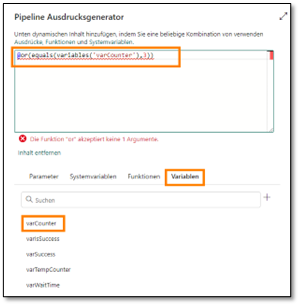 Pipeline Ausdrucksgenerator
Unten dynamischen Inhalt hinzufügen, indem Sie eine beliebige Kombination von verwenden
Ausdrücke, Funktionen und Systemvariablen.
@or(equals(variables('varCounter'),3))
Die Funktion "or" akzeptiert keine 1 Argumente.
Inhalt entfernen
Parameter Systemvariablen Funktionen Variablen
Suchen
varCounter
varIsSuccess
varSuccess
varTempCounter
varWaitTime